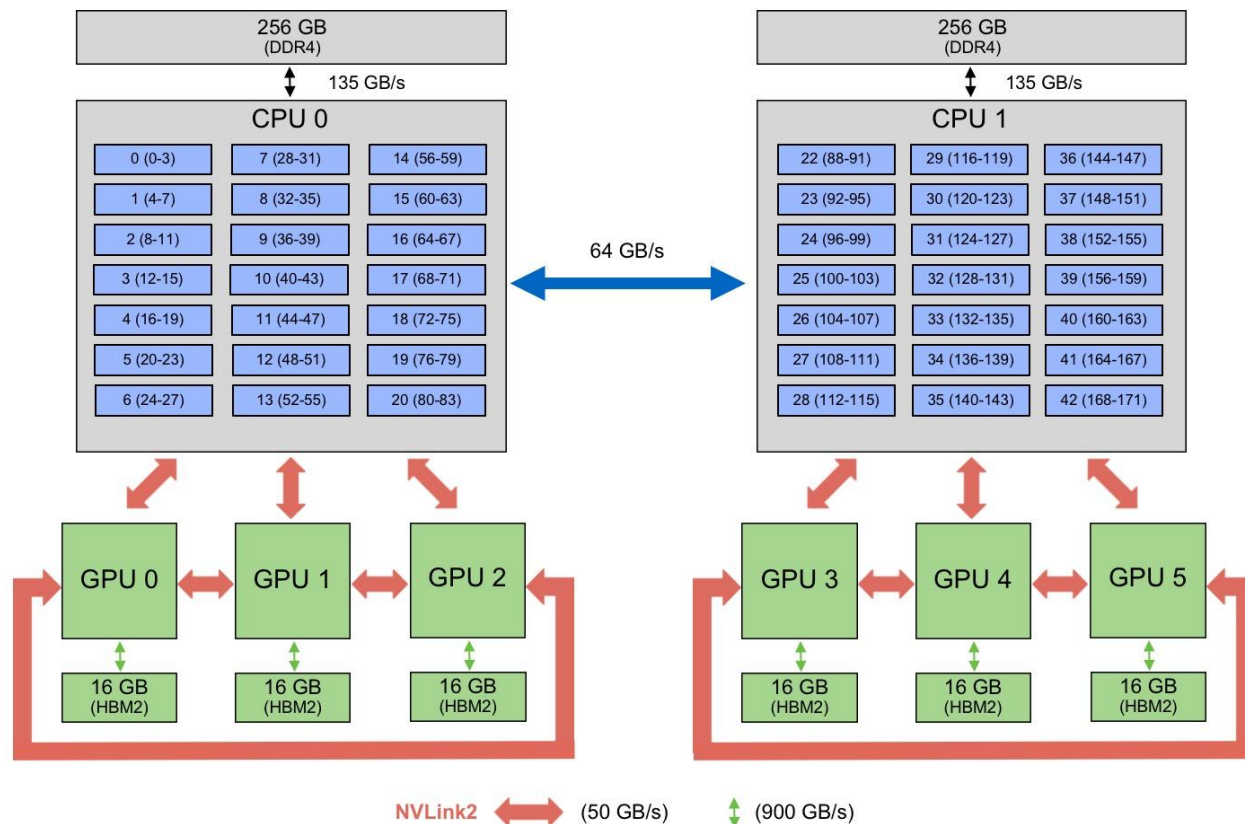 256 GB
(DDR4)
135 GB/s
CPU 0
0 (0-3)
7 (28-31)
14 (56-59)
1 (4-7)
8 (32-35)
15 (60-63)
2 (8-11)
9 (36-39)
16 (64-67)
3 (12-15)
10 (40-43)
17 (68-71)
4 (16-19)
11 (44-47)
18 (72-75)
5 (20-23)
12 (48-51)
19 (76-79)
6 (24-27)
13 (52-55)
20 (80-83)
64 GB/s
256 GB
(DDR4)
135 GB/s
CPU 1
22 (88-91)
29 (116-119)
36 (144-147)
23 (92-95)
30 (120-123)
37 (148-151)
24 (96-99)
31 (124-127)
38 (152-155)
25 (100-103)
32 (128-131)
39 (156-159)
26 (104-107)
33 (132-135)
40 (160-163)
27 (108-111)
34 (136-139)
41 (164-167)
28 (112-115)
35 (140-143)
42 (168-171)
GPU 0
GPU 1
GPU 2
16 GB
(HBM2)
16 GB
(HBM2)
16 GB
(HBM2)
GPU 3
GPU 4
GPU 5
16 GB
(HBM2)
16 GB
(HBM2)
16 GB
(HBM2)
NVLink2
(50 GB/s)
(900 GB/s)